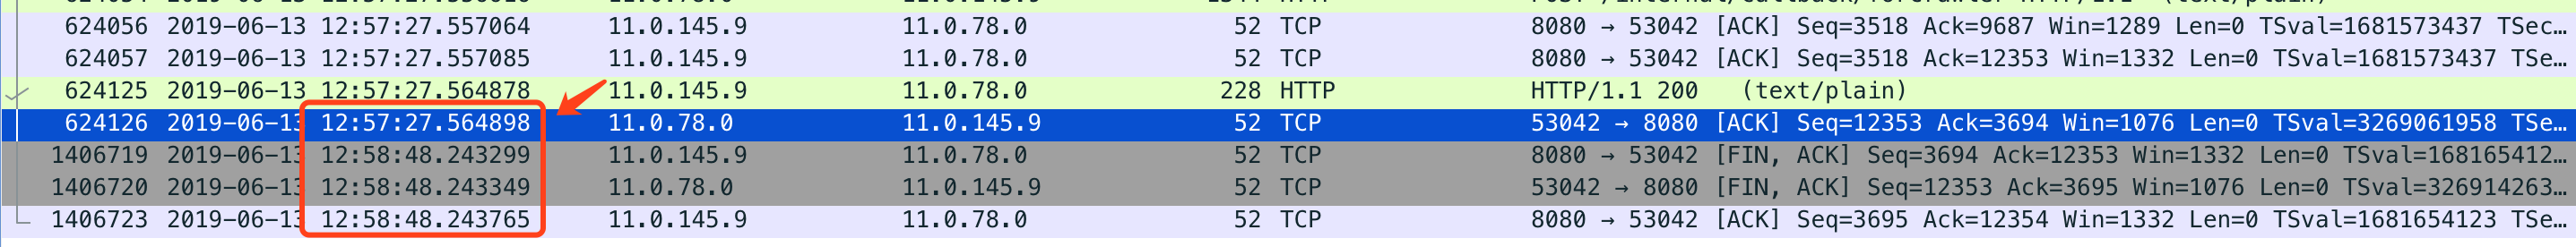 624056 2019-06-13 12:57:27.557064 11.0.145.9 11.0.78.0 52 TCP 8080 → 53042 [ACK] Seq=3518 Ack=9687 Win=1289 Len=0 TSval=1681573437 TSec…
624057 2019-06-13 12:57:27.557085 11.0.145.9 11.0.78.0 52 TCP 8080 → 53042 [ACK] Seq=3518 Ack=12353 Win=1332 Len=0 TSval=1681573437 TSe…
624125 2019-06-13 12:57:27.564878 11.0.145.9 11.0.78.0 228 HTTP HTTP/1.1 200 (text/plain)
624126 2019-06-13 12:57:27.564898 11.0.78.0 11.0.145.9 52 TCP 53042 → 8080 [ACK] Seq=12353 Ack=3694 Win=1076 Len=0 TSval=3269061958 TSe…
1406719 2019-06-13 12:58:48.243299 11.0.145.9 11.0.78.0 52 TCP 8080 → 53042 [FIN, ACK] Seq=3694 Ack=12353 Win=1332 Len=0 TSval=168165412…
1406720 2019-06-13 12:58:48.243349 11.0.78.0 11.0.145.9 52 TCP 53042 → 8080 [FIN, ACK] Seq=12353 Ack=3695 Win=1076 Len=0 TSval=326914263…
1406723 2019-06-13 12:58:48.243765 11.0.145.9 11.0.78.0 52 TCP 8080 → 53042 [ACK] Seq=3695 Ack=12354 Win=1332 Len=0 TSval=1681654123 TSe…